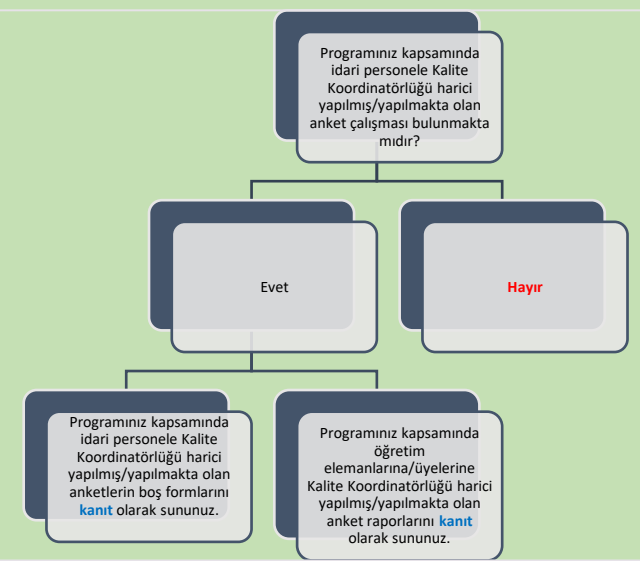 Programınız kapsamında
idari personele Kalite
Koordinatörlüğü harici
yapılmış/yapılmakta olan
anket çalışması bulunmakta
mıdır?
Evet
Hayır
Programınız kapsamında
idari personele Kalite
Koordinatörlüğü harici
yapılmış/yapılmakta olan
anketlerin boş formlarını
kanıt olarak sununuz.
Programınız kapsamında
öğretim
elemanlarına/üyelerine
Kalite Koordinatörlüğü harici
yapılmış/yapılmakta olan
anket raporlarını kanıt
olarak sununuz.